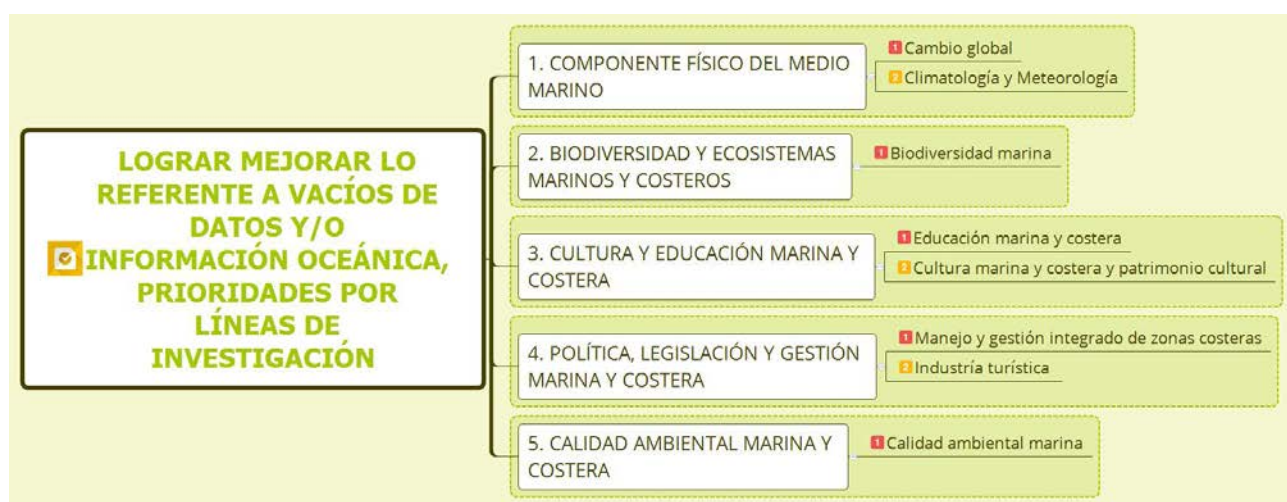 LOGRAR MEJORAR LO
REFERENTE A VACÍOS DE
DATOS Y/O
INFORMACIÓN OCEÁNICA,
PRIORIDADES POR
LÍNEAS DE
INVESTIGACIÓN
1. COMPONENTE FÍSICO DEL MEDIO
MARINO
1 Cambio global
2 Climatología y Meteorología
2. BIODIVERSIDAD Y ECOSISTEMAS
MARINOS Y COSTEROS
1 Biodiversidad marina
3. CULTURA Y EDUCACIÓN MARINA Y
COSTERA
1 Educación marina y costera
2 Cultura marina y costera y patrimonio cultural
4. POLÍTICA, LEGISLACIÓN Y GESTIÓN
MARINA Y COSTERA
1 Manejo y gestión integrado de zonas costeras
2 Industría turística
5. CALIDAD AMBIENTAL MARINA Y
COSTERA
1 Calidad ambiental marina